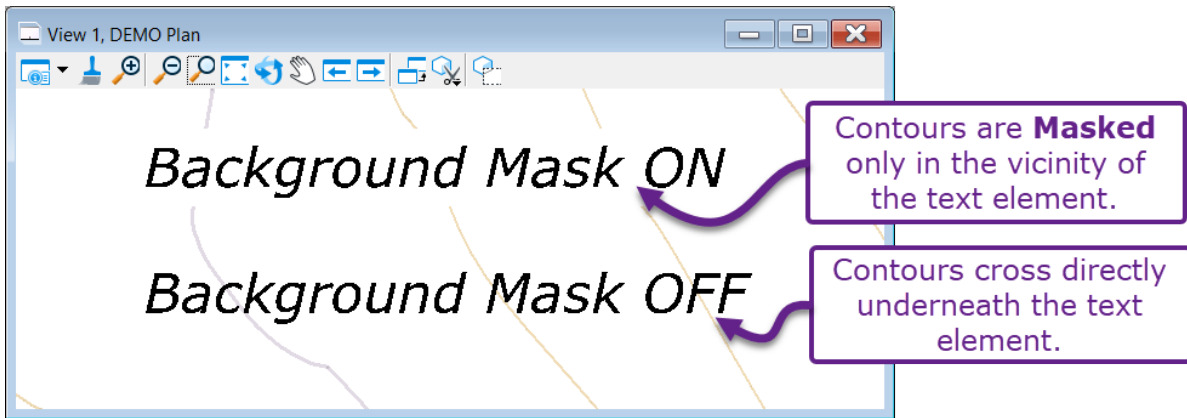 View 1, DEMO Plan
Background Mask ON
Contours are Masked
only in the vicinity of
the text element.
Background Mask OFF
Contours cross directly
underneath the text
element.